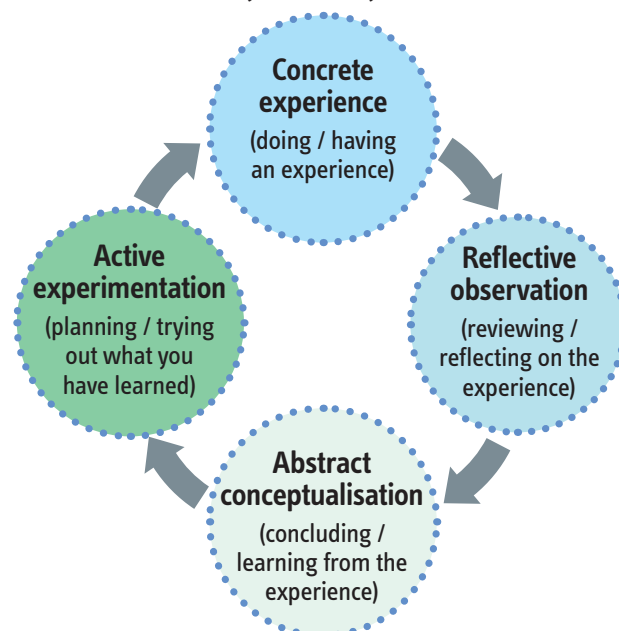 Concrete
experience
(doing / having
an experience)
Reflective
observation
(reviewing /
reflecting on the
experience)
Abstract
conceptualisation
(concluding /
learning from the
experience)
Active
experimentation
(planning / trying
out what you
have learned)